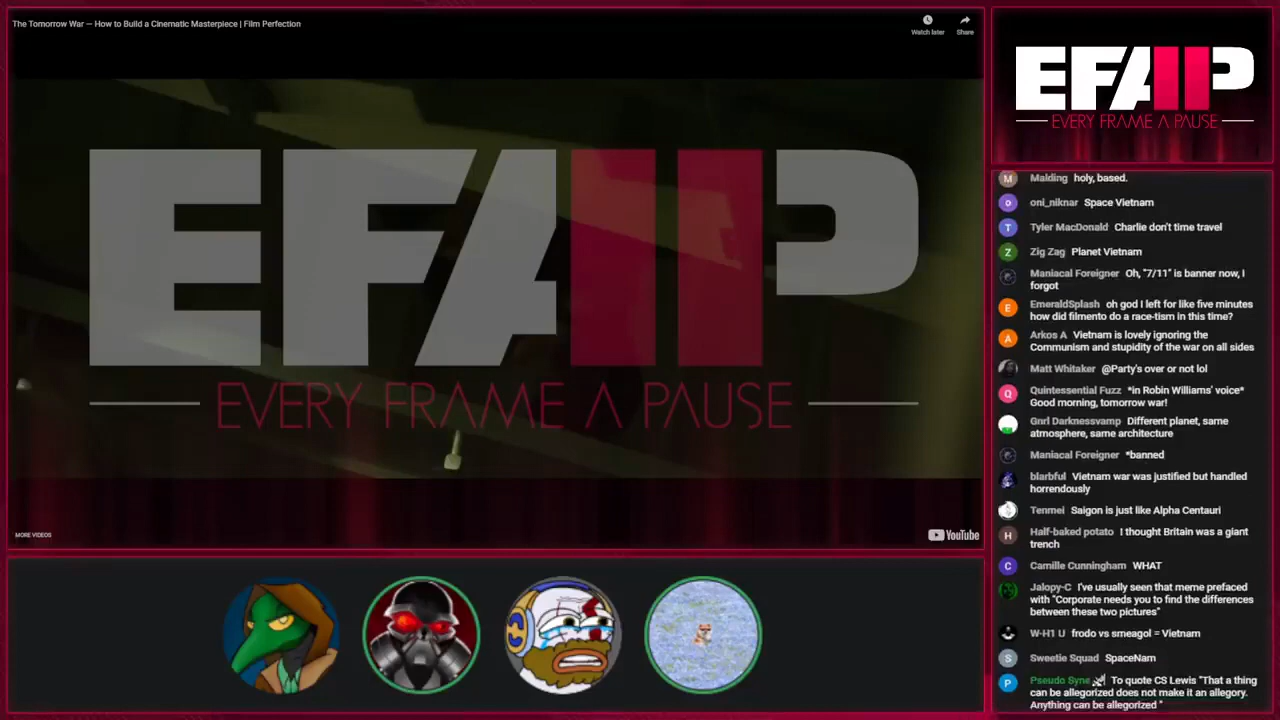 The Tomorrow War – How to Build a Cinematic Masterpiece | Film Perfection
Watch later
Share
EFAP
EVERY FRAME A PAUSE
MORE VIDEOS
YouTube
EFAP
EVERY FRAME A PAUSE
Malding holy, based.
oni_niknar Space Vietnam
Tyler MacDonald Charlie don't time travel
Zig Zag Planet Vietnam
Maniacal Foreigner Oh, "7/11" is banner now, I
forgot
EmeraldSplash oh god I left for like five minutes
how did filmento do a race-tism in this time?
Arkos A Vietnam is lovely ignoring the
Communism and stupidity of the war on all sides
Matt Whitaker @Party's over or not lol
Quintessential Fuzz *in Robin Williams' voice*
Good morning, tomorrow war!
Gnrl Darknessvamp Different planet, same
atmosphere, same architecture
Maniacal Foreigner *banned
blarbful Vietnam war was justified but handled
horrendously
Tenmei Saigon is just like Alpha Centauri
Half-baked potato I thought Britain was a giant
trench
Camille Cunningham WHAT
Jalopy-C I've usually seen that meme prefaced
with "Corporate needs you to find the differences
between these two pictures"
W-H1 U frodo vs smeagol = Vietnam
Sweetie Squad SpaceNam
Pseudo Syne To quote CS Lewis "That a thing
can be allegorized does not make it an allegory.
Anything can be allegorized "